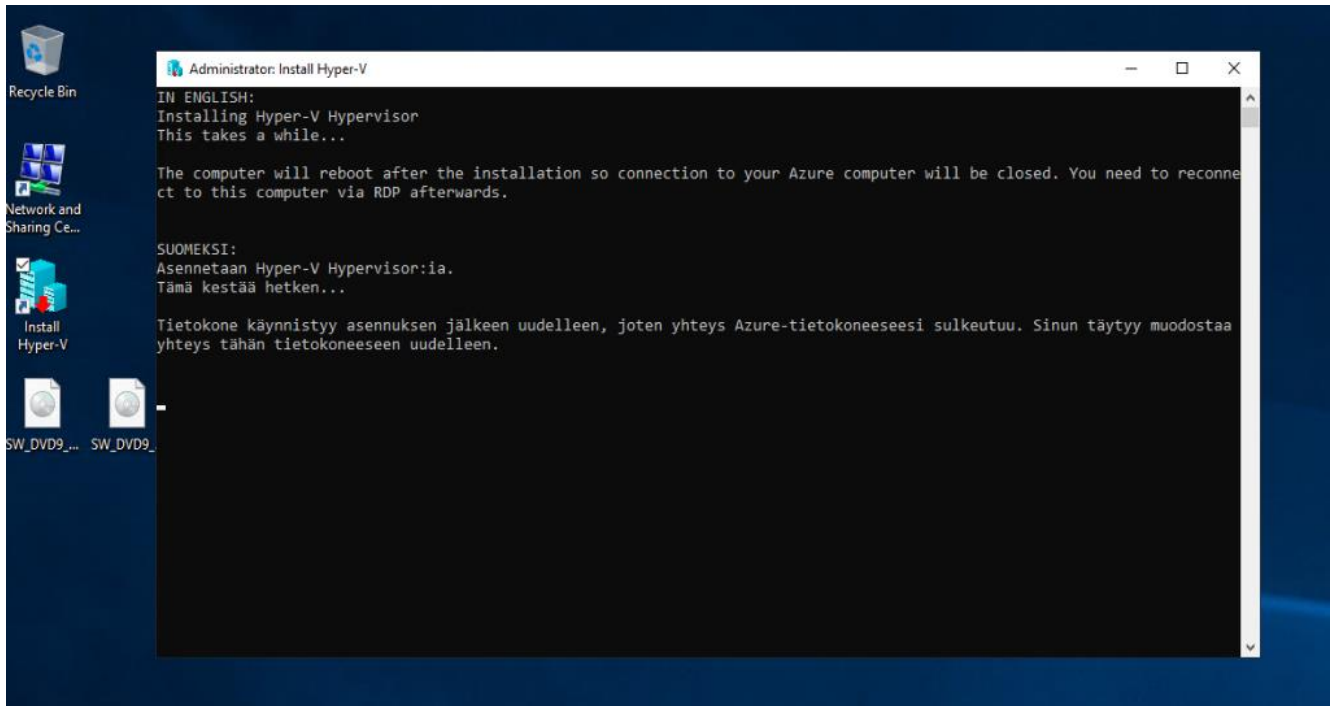 Recycle Bin
Network and
Sharing Ce...
Install
Hyper-V
SW_DVD9_...
SW_DVD9_
Administrator: Install Hyper-V
IN ENGLISH:
Installing Hyper-V Hypervisor
This takes a while...
The computer will reboot after the installation so connection to your Azure computer will be closed. You need to reconne
ct to this computer via RDP afterwards.
SUOMEKSI:
Asennetaan Hyper-V Hypervisor:ia.
Tämä kestää hetken...
Tietokone käynnistyy asennuksen jälkeen uudelleen, joten yhteys Azure-tietokoneeseesi sulkeutuu. Sinun täytyy muodostaa
yhteys tähän tietokoneeseen uudelleen.